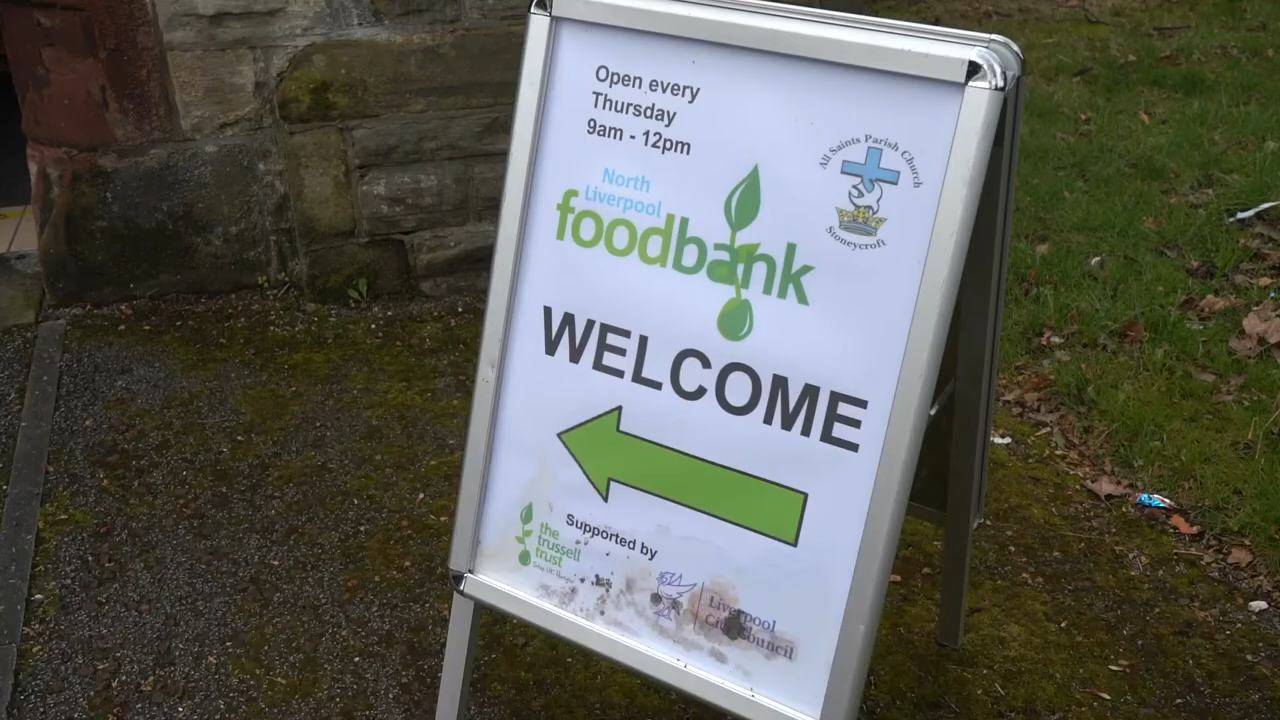 Open every
Thursday
9am - 12pm
All Saints Parish Church
Stoneycroft
North
Liverpool
foodbank
WELCOME
Supported by
the
trussell
trust
Liverpool
City Council